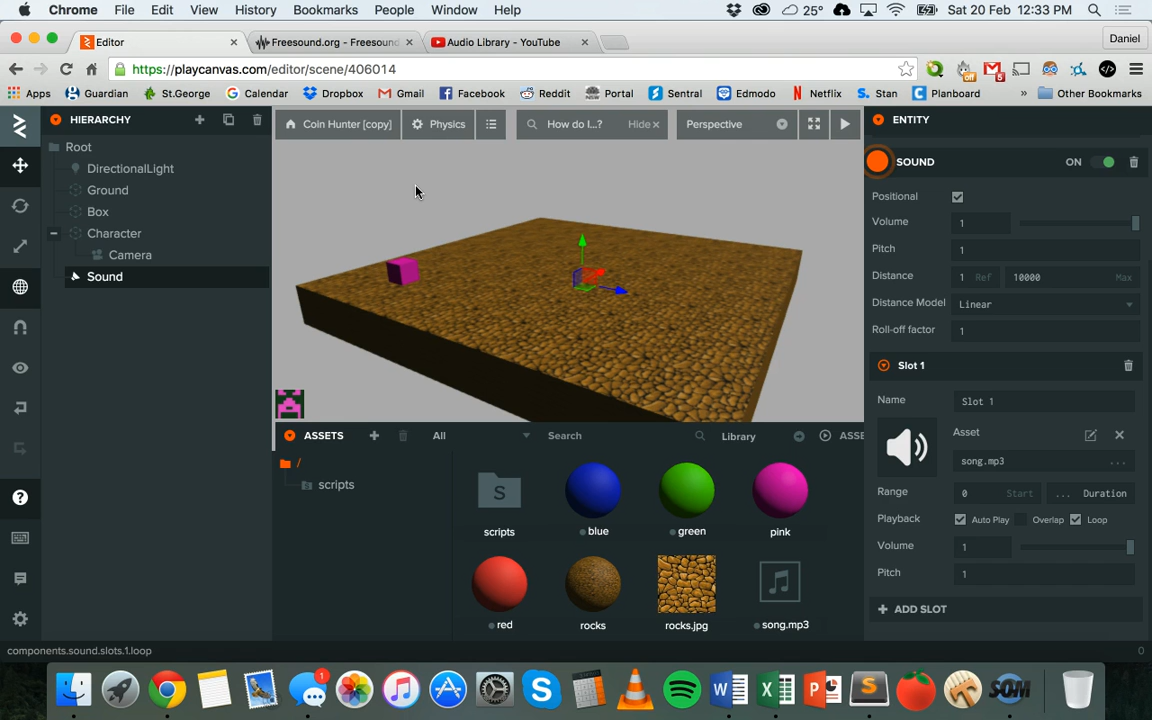 Chrome File Edit View History Bookmarks People Window Help 25° Sat 20 Feb 12:33 PM
Editor Freesound.org - Freesound Audio Library - YouTube Daniel
https://playcanvas.com/editor/scene/406014
Apps Guardian St.George Calendar Dropbox Gmail Facebook Reddit Portal Sentral Edmodo Netflix Stan Planboard » Other Bookmarks
HIERARCHY
Coin Hunter [copy] Physics How do I...? Hide Perspective
ENTITY
Root
DirectionalLight
Ground
Box
Character
Camera
Sound
SOUND ON
Positional
Volume 1
Pitch 1
Distance 1 Ref 10000 Max
Distance Model Linear
Roll-off factor 1
Slot 1
Name Slot 1
Asset
song.mp3 ...
Range 0 Start ... Duration
Playback Auto Play Overlap Loop
Volume 1
Pitch 1
ADD SLOT
ASSETS All Search Library ASSE
/
scripts
S
scripts blue green pink
red rocks rocks.jpg song.mp3
components.sound.slots.1.loop 0